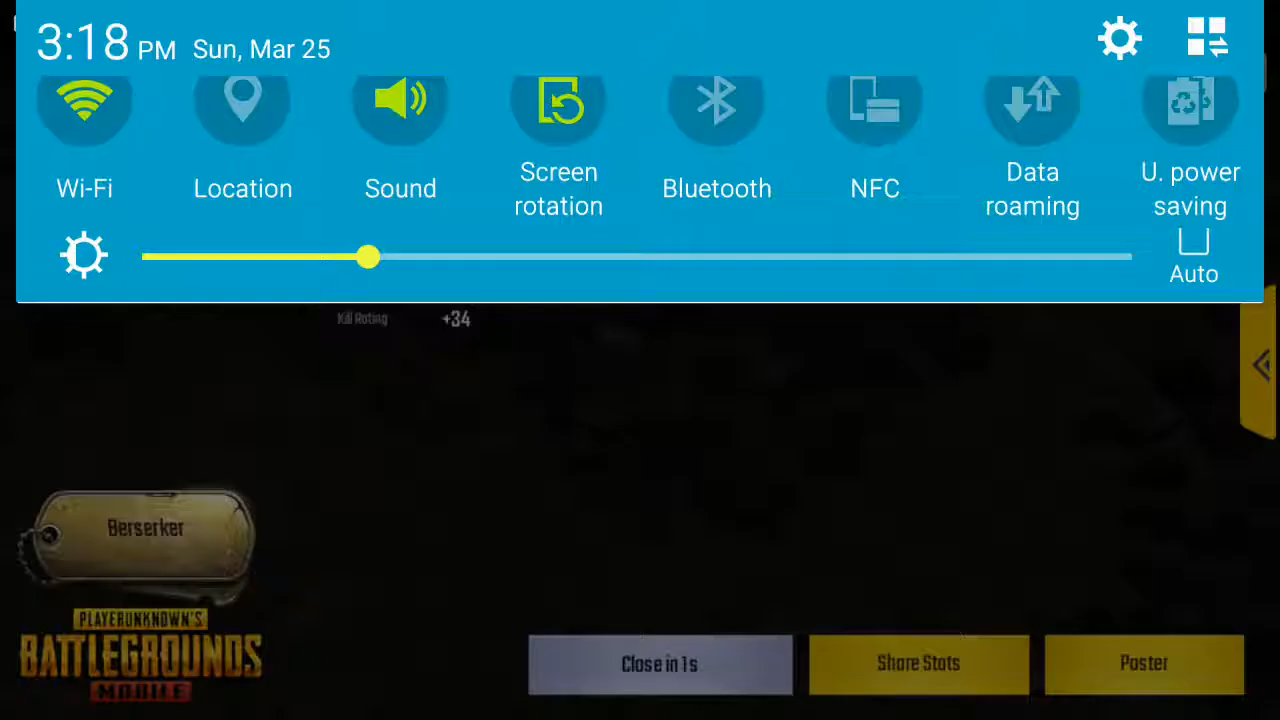 3:18 PM Sun, Mar 25
Wi-Fi
Location
Sound
Screen
rotation
Bluetooth
NFC
Data
roaming
U. power
saving
Auto
Kill Rating +34
Berserker
PLAYERUNKNOWN'S
BATTLEGROUNDS
MOBILE
Close in 1s
Share Stats
Poster